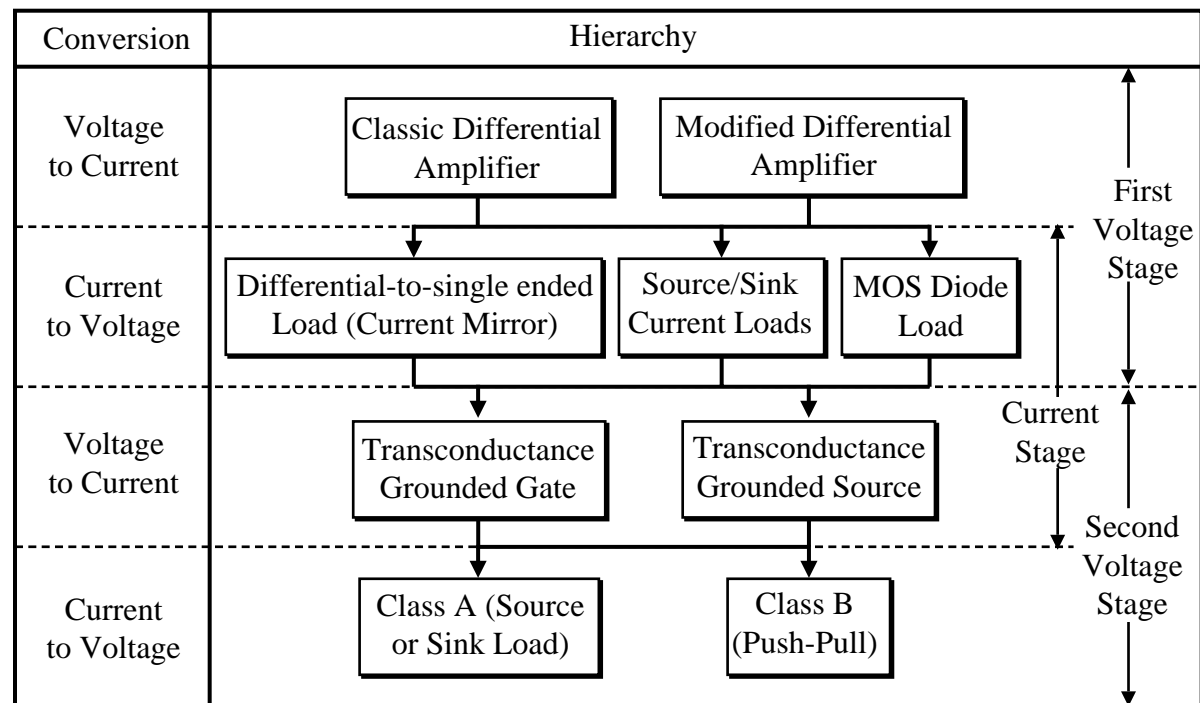 Conversion
Hierarchy
Voltage
to Current
Classic Differential
Amplifier
Modified Differential
Amplifier
First
Voltage
Stage
Current
to Voltage
Differential-to-single ended
Load (Current Mirror)
Source/Sink
Current Loads
MOS Diode
Load
Current
Stage
Voltage
to Current
Transconductance
Grounded Gate
Transconductance
Grounded Source
Second
Voltage
Stage
Current
to Voltage
Class A (Source
or Sink Load)
Class B
(Push-Pull)